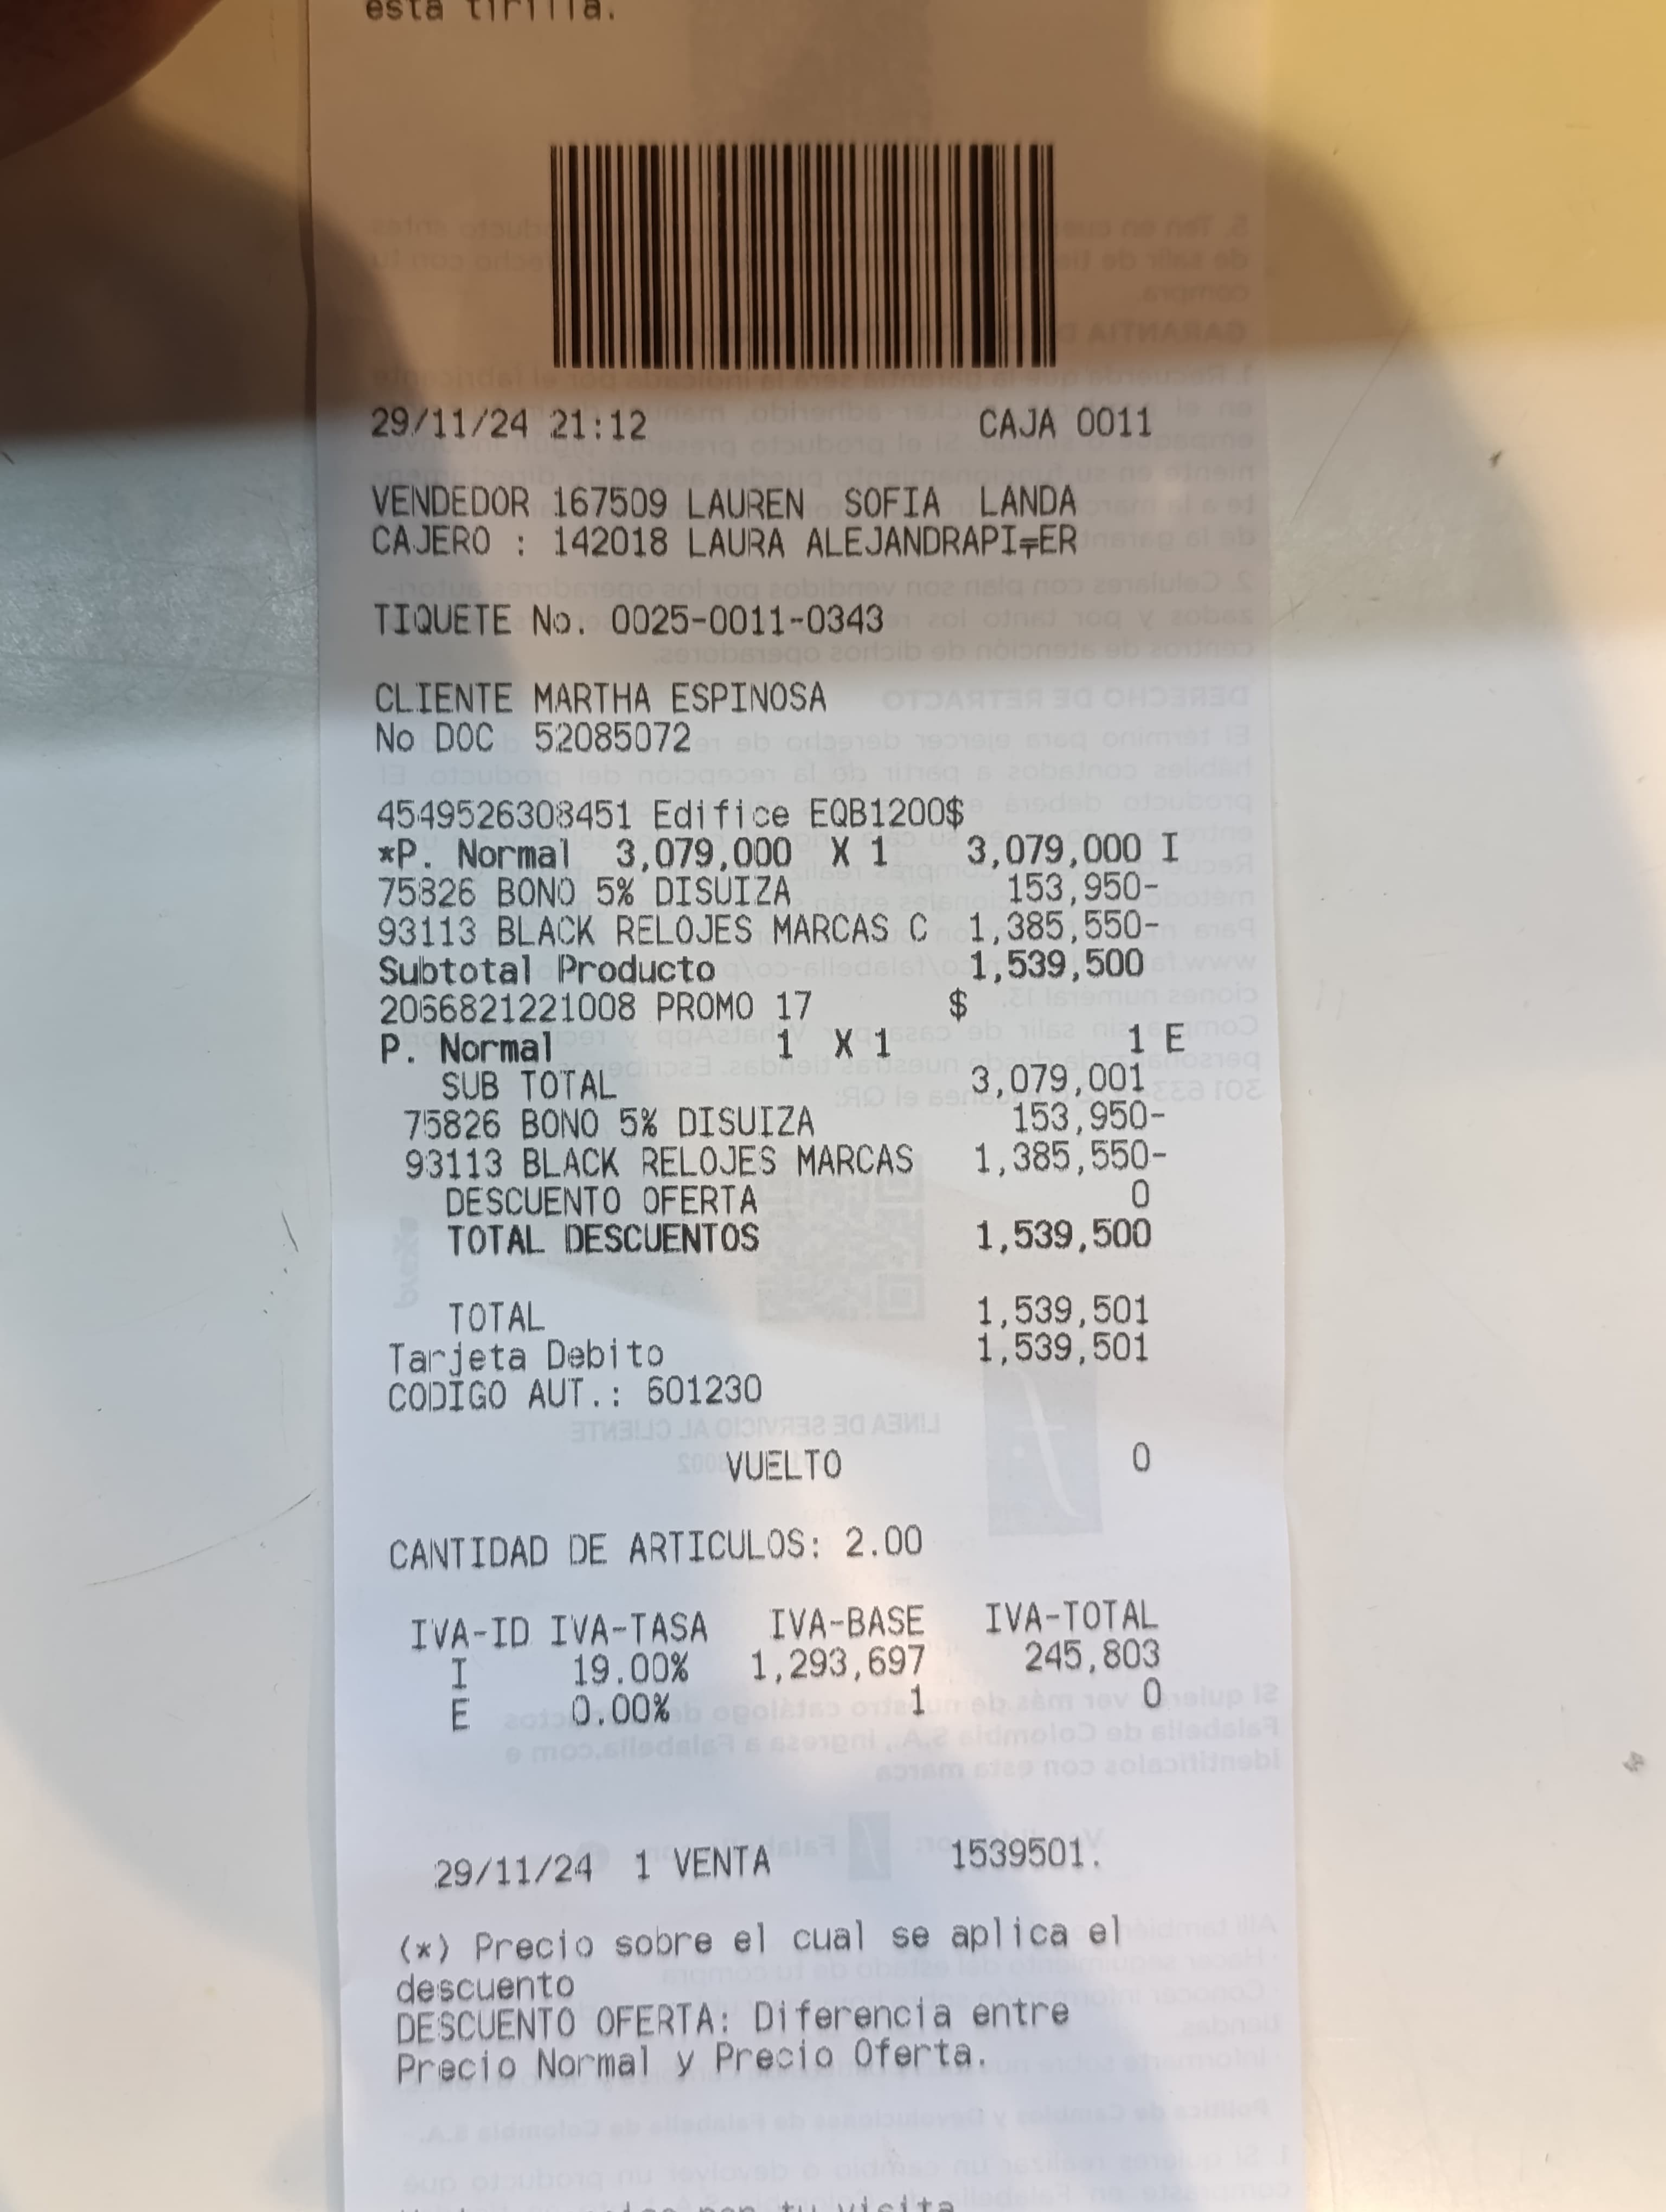 esta tirilla.
29/11/24 21:12 CAJA 0011
VENDEDOR 167509 LAUREN SOFIA LANDA
CAJERO : 142018 LAURA ALEJANDRAPI╤ER
TIQUETE No. 0025-0011-0343
CLIENTE MARTHA ESPINOSA
No DOC 52085072
4549526308451 Edifice EQB1200$
*P. Normal 3,079,000 X 1 3,079,000 I
75826 BONO 5% DISUIZA 153,950-
93113 BLACK RELOJES MARCAS C 1,385,550-
Subtotal Producto 1,539,500
2066821221008 PROMO 17 $
P. Normal 1 X 1 1 E
SUB TOTAL 3,079,001
75826 BONO 5% DISUIZA 153,950-
93113 BLACK RELOJES MARCAS 1,385,550-
DESCUENTO OFERTA 0
TOTAL DESCUENTOS 1,539,500
TOTAL 1,539,501
Tarjeta Debito 1,539,501
CODIGO AUT.: 601230
VUELTO 0
CANTIDAD DE ARTICULOS: 2.00
IVA-ID IVA-TASA IVA-BASE IVA-TOTAL
I 19.00% 1,293,697 245,803
E 0.00% 1 0
29/11/24 1 VENTA 1539501.
(*) Precio sobre el cual se aplica el
descuento
DESCUENTO OFERTA: Diferencia entre
Precio Normal y Precio Oferta.